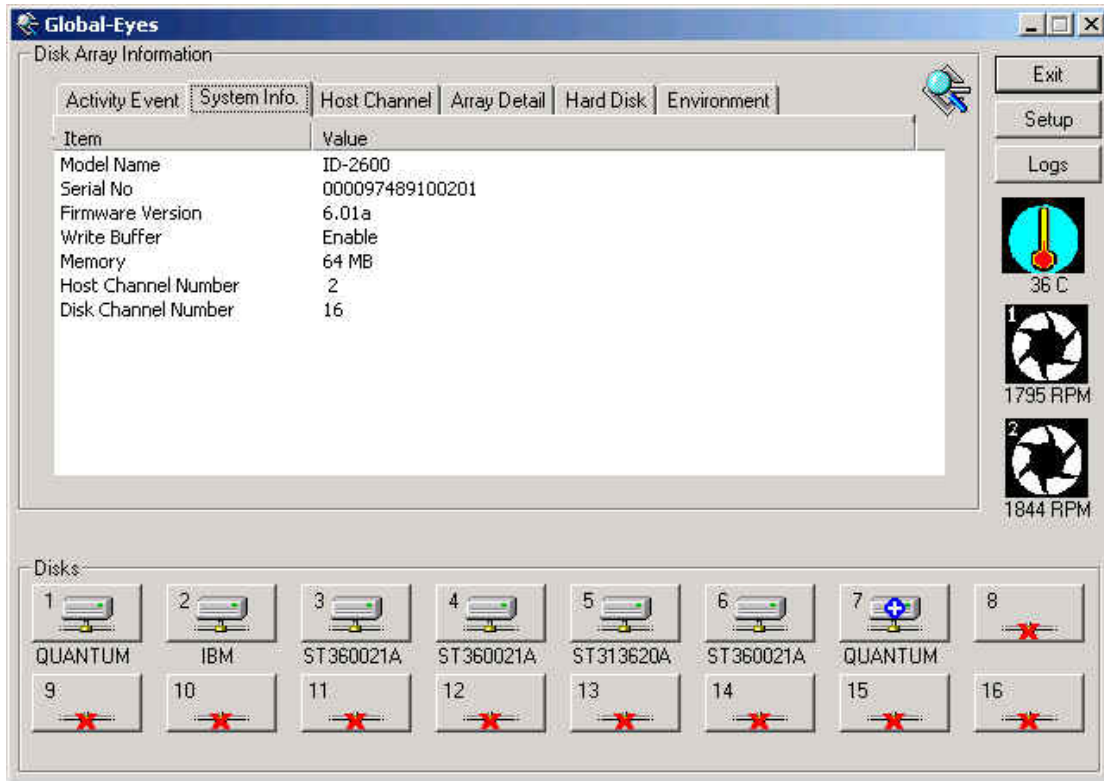 Global-Eyes
Disk Array Information
Exit
Setup
Logs
Activity Event System Info. Host Channel Array Detail Hard Disk Environment
Item Value
Model Name ID-2600
Serial No 000097489100201
Firmware Version 6.01a
Write Buffer Enable
Memory 64 MB
Host Channel Number 2
Disk Channel Number 16
36 C
1
1795 RPM
2
1844 RPM
Disks
1 2 3 4 5 6 7 8
QUANTUM IBM ST360021A ST360021A ST313620A ST360021A QUANTUM
9 10 11 12 13 14 15 16